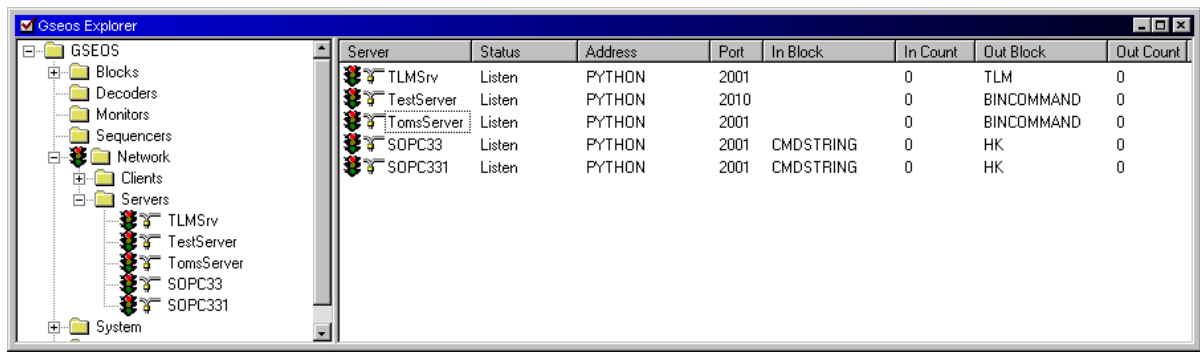 Gseos Explorer
GSEOS
Blocks
Decoders
Monitors
Sequencers
Network
Clients
Servers
TLMSrv
TestServer
TomsServer
SOPC33
SOPC331
System
Server Status Address Port In Block In Count Out Block Out Count
TLMSrv Listen PYTHON 2001 0 TLM 0
TestServer Listen PYTHON 2010 0 BINCOMMAND 0
TomsServer Listen PYTHON 2001 0 BINCOMMAND 0
SOPC33 Listen PYTHON 2001 CMDSTRING 0 HK 0
SOPC331 Listen PYTHON 2001 CMDSTRING 0 HK 0